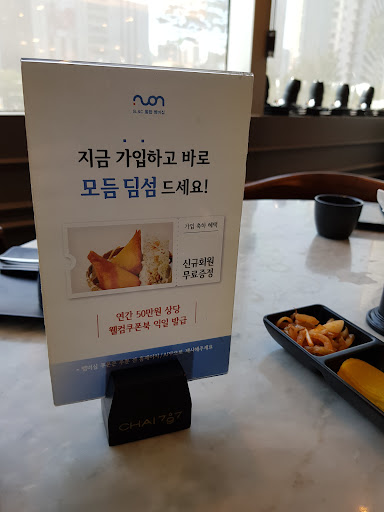 지금 가입하고 바로
모듬 딤섬 드세요!
가입 축하 혜택
신규회원
무료증정
연간 50만원 상당
웰컴쿠폰북 익일 발급
CHAI797